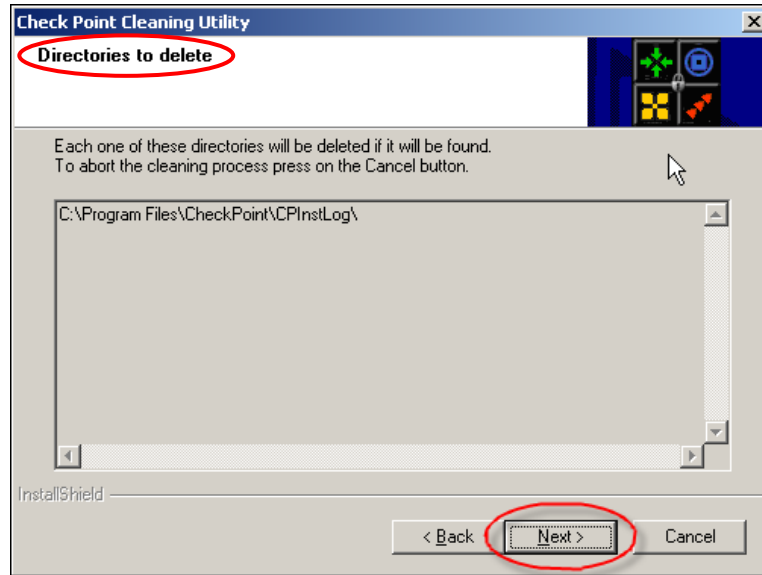 Check Point Cleaning Utility
Directories to delete
Each one of these directories will be deleted if it will be found.
To abort the cleaning process press on the Cancel button.
C:\Program Files\CheckPoint\CPInstLog\
InstallShield
< Back
Next >
Cancel